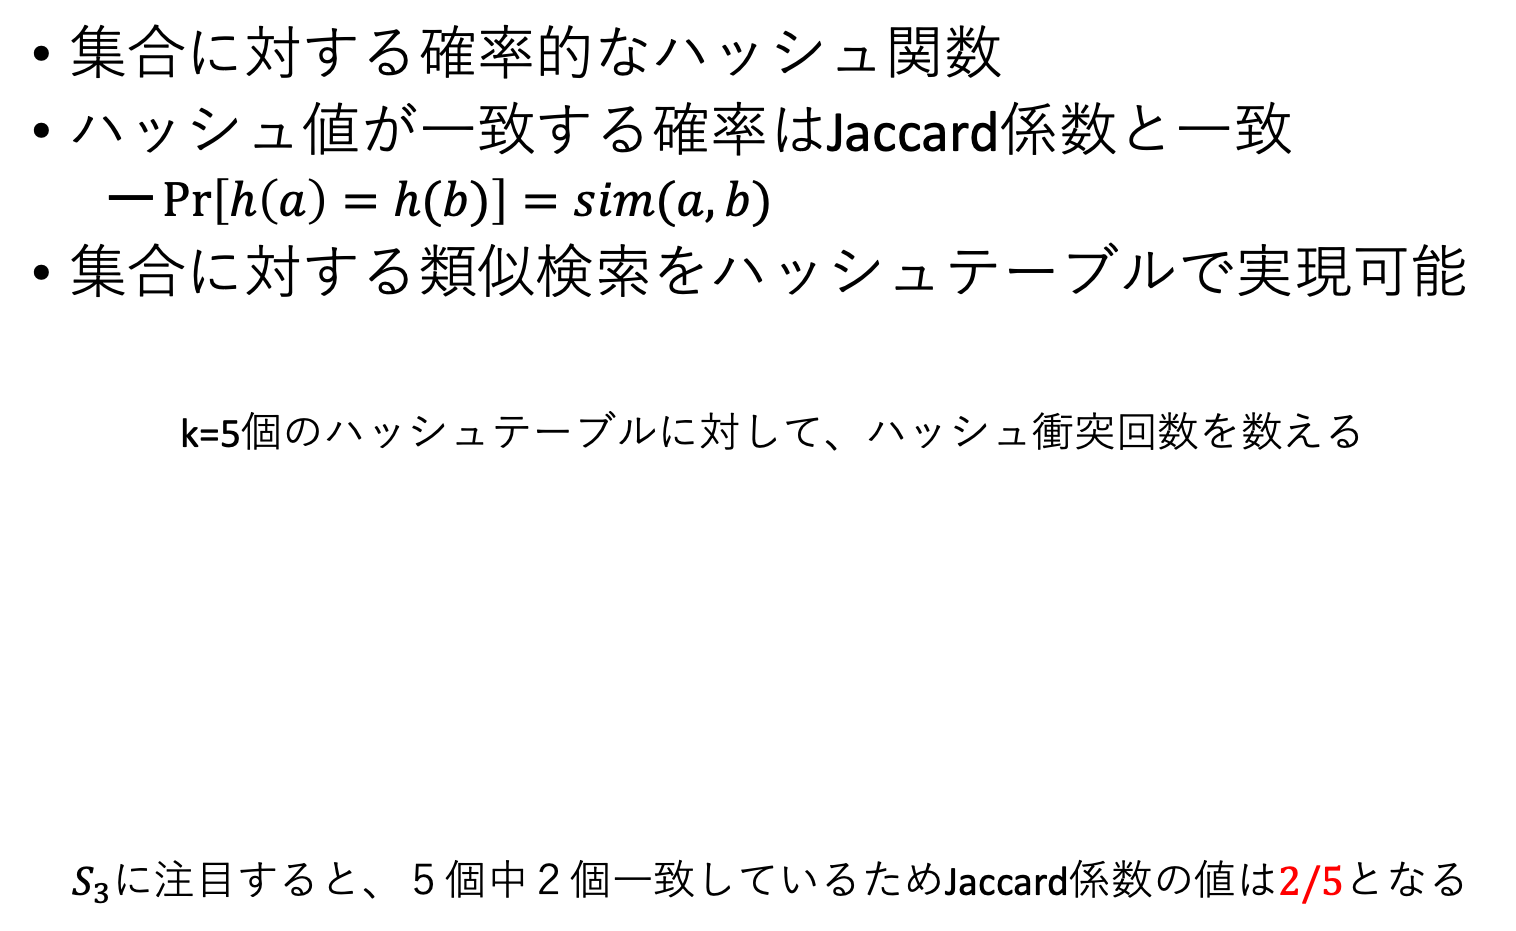 • 集合に対する確率的なハッシュ関数
• ハッシュ値が一致する確率はJaccard係数と一致
ー Pr[h(a) = h(b)] = sim(a, b)
• 集合に対する類似検索をハッシュテーブルで実現可能
k=5個のハッシュテーブルに対して、ハッシュ衝突回数を数える
S₃に注目すると、５個中２個一致しているためJaccard係数の値は2/5となる